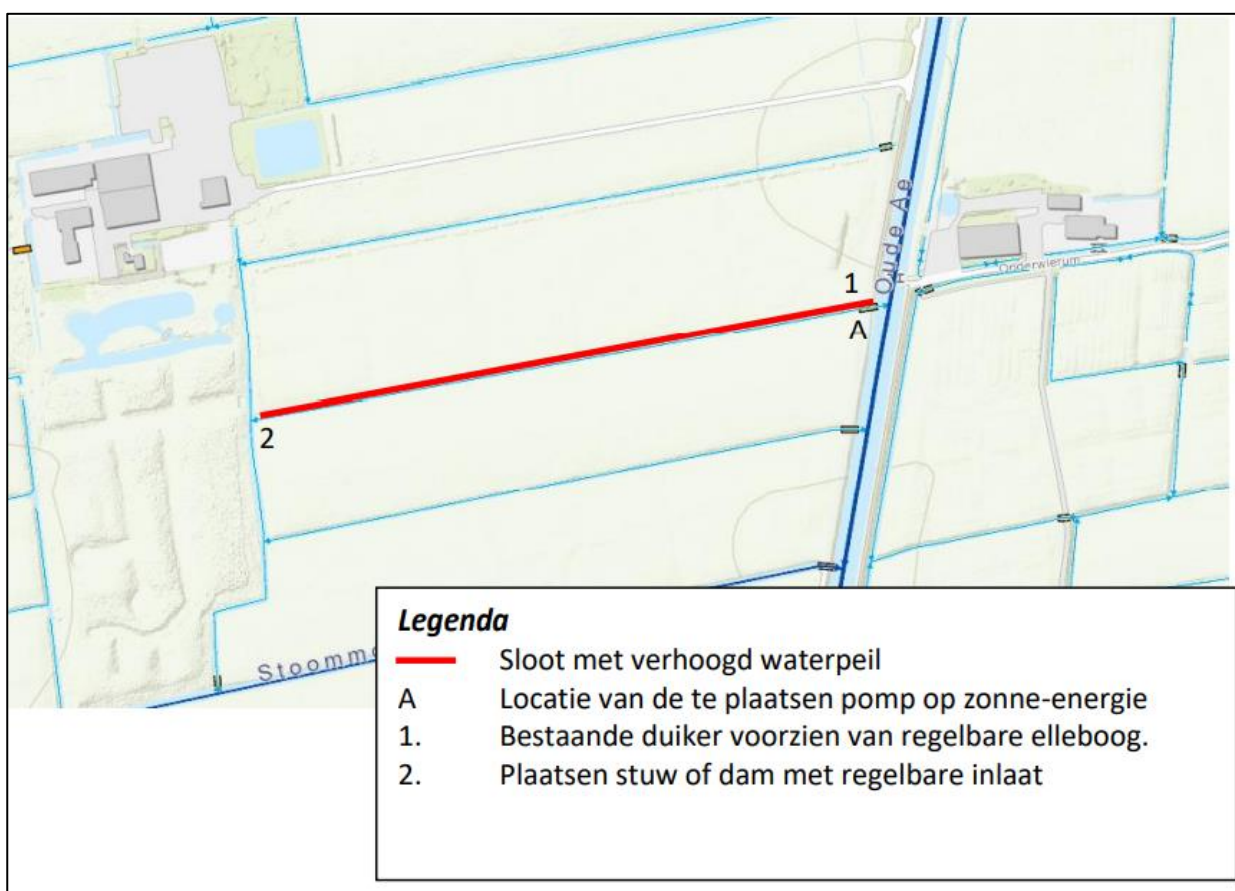 Oude Ae
Onderwierum
1
A
2
Stoomm
Legenda
Sloot met verhoogd waterpeil
A Locatie van de te plaatsen pomp op zonne-energie
1. Bestaande duiker voorzien van regelbare elleboog.
2. Plaatsen stuw of dam met regelbare inlaat